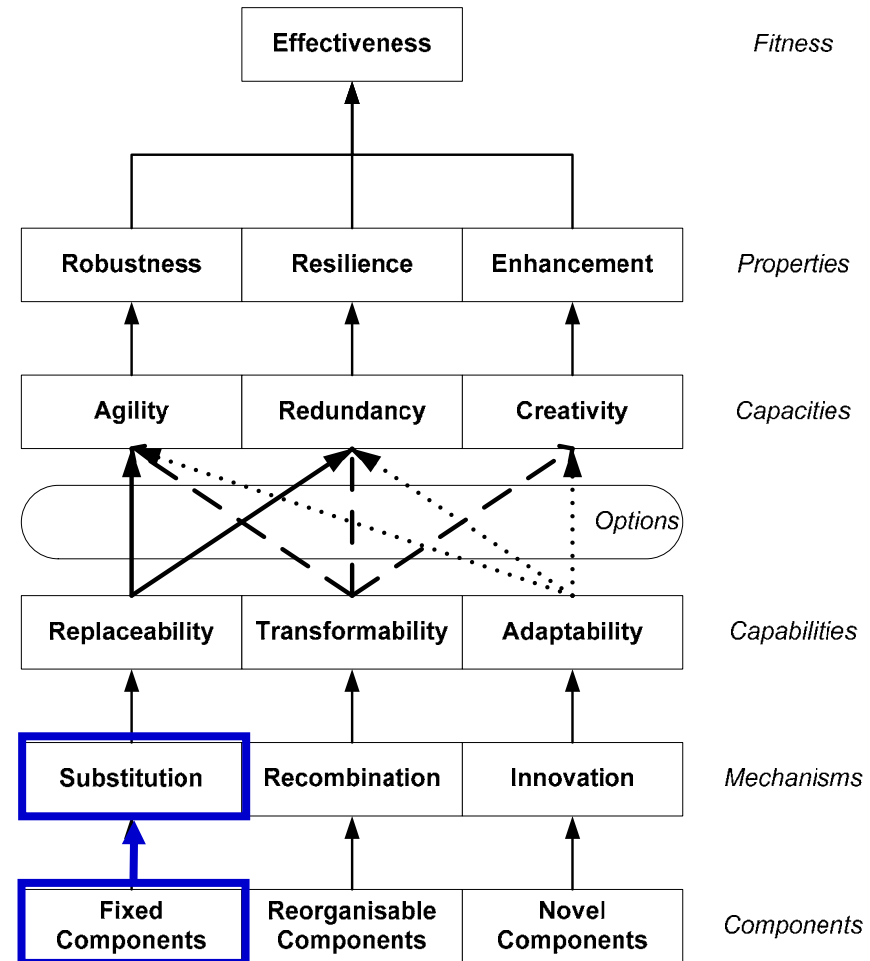 Effectiveness
Fitness
Robustness
Resilience
Enhancement
Properties
Agility
Redundancy
Creativity
Capacities
Options
Replaceability
Transformability
Adaptability
Capabilities
Substitution
Recombination
Innovation
Mechanisms
Fixed
Components
Reorganisable
Components
Novel
Components
Components